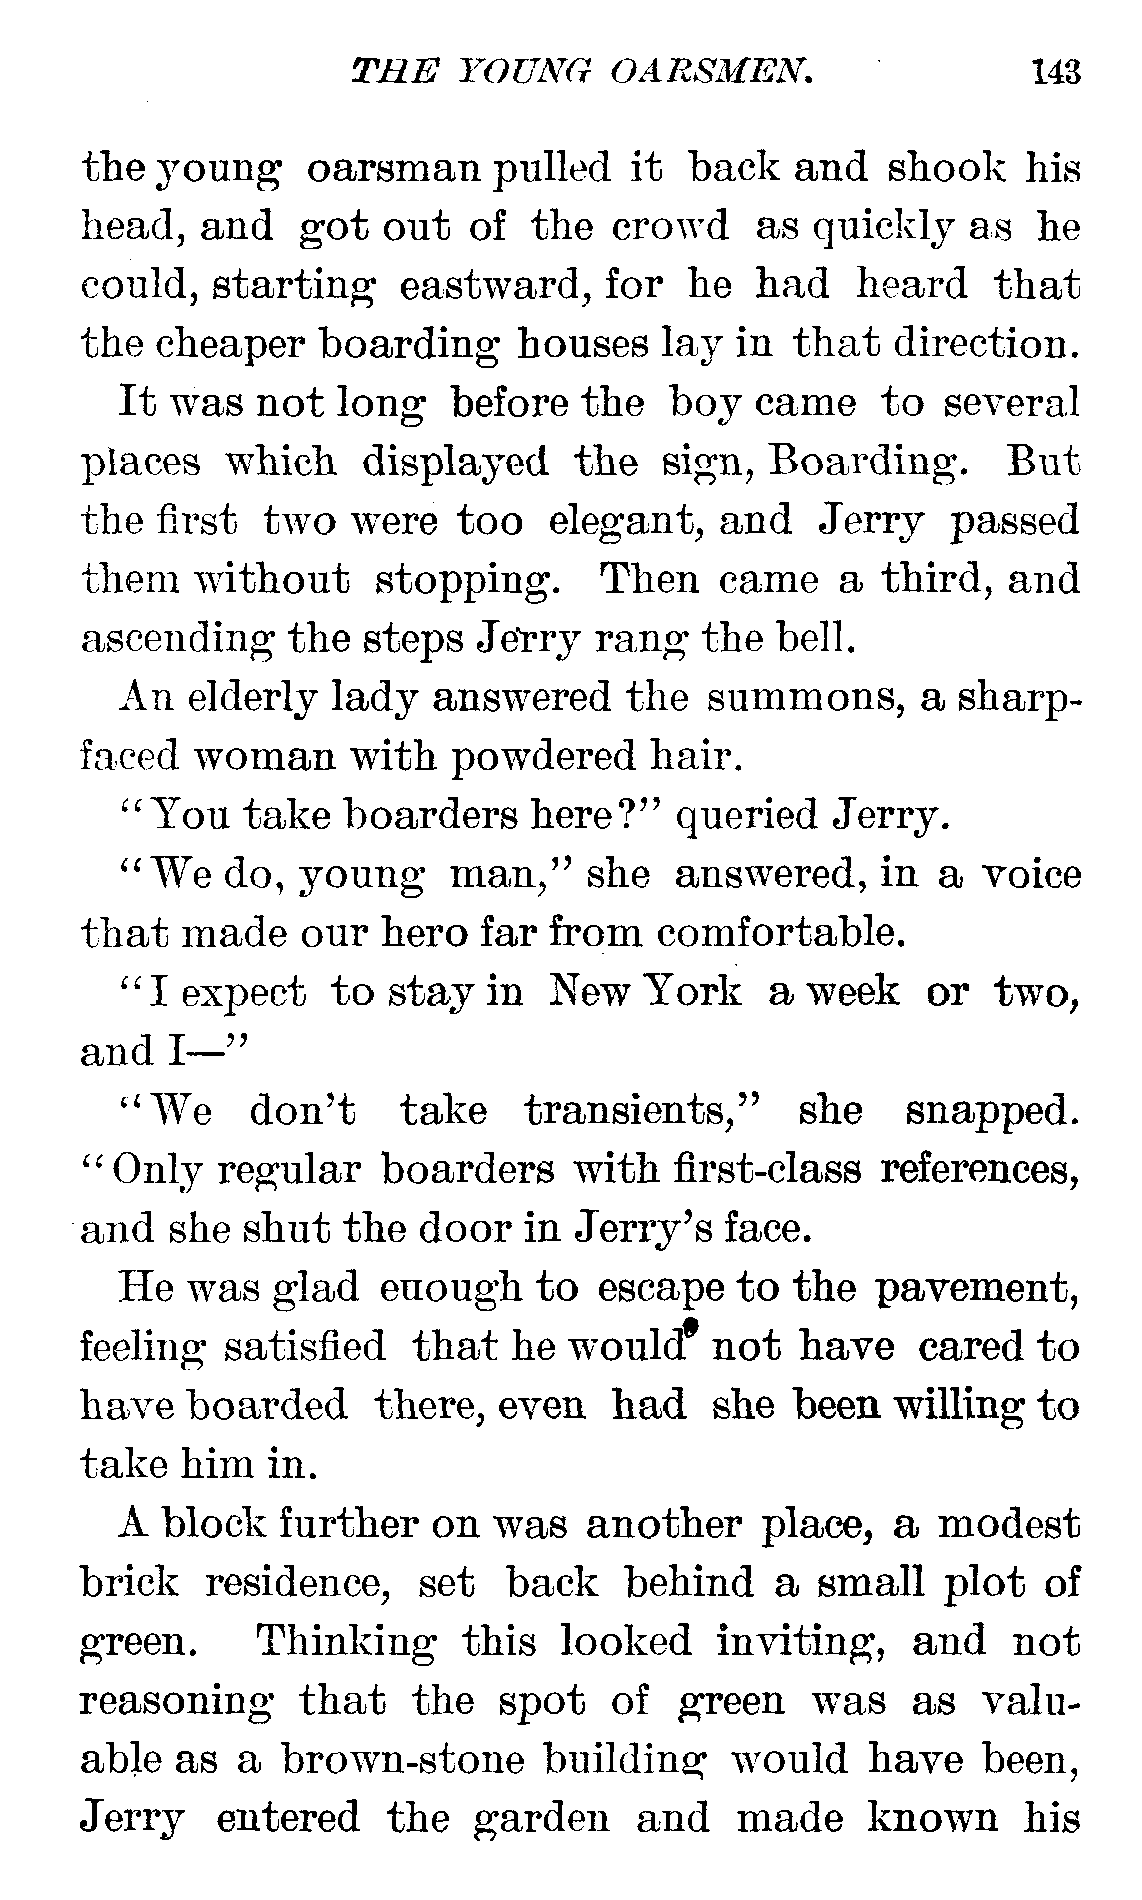 THE YOUNG OARSMEN. 143
the young oarsman pulled it back and shook his
head, and got out of the crowd as quickly as he
could, starting eastward, for he had heard that
the cheaper boarding houses lay in that direction.
It was not long before the boy came to several
places which displayed the sign, Boarding. But
the first two were too elegant, and Jerry passed
them without stopping. Then came a third, and
ascending the steps Jerry rang the bell.
An elderly lady answered the summons, a sharp-
faced woman with powdered hair.
"You take boarders here?" queried Jerry.
"We do, young man," she answered, in a voice
that made our hero far from comfortable.
"I expect to stay in New York a week or two,
and I—"
"We don't take transients," she snapped.
"Only regular boarders with first-class references,
and she shut the door in Jerry's face.
He was glad enough to escape to the pavement,
feeling satisfied that he would not have cared to
have boarded there, even had she been willing to
take him in.
A block further on was another place, a modest
brick residence, set back behind a small plot of
green. Thinking this looked inviting, and not
reasoning that the spot of green was as valu-
able as a brown-stone building would have been,
Jerry entered the garden and made known his